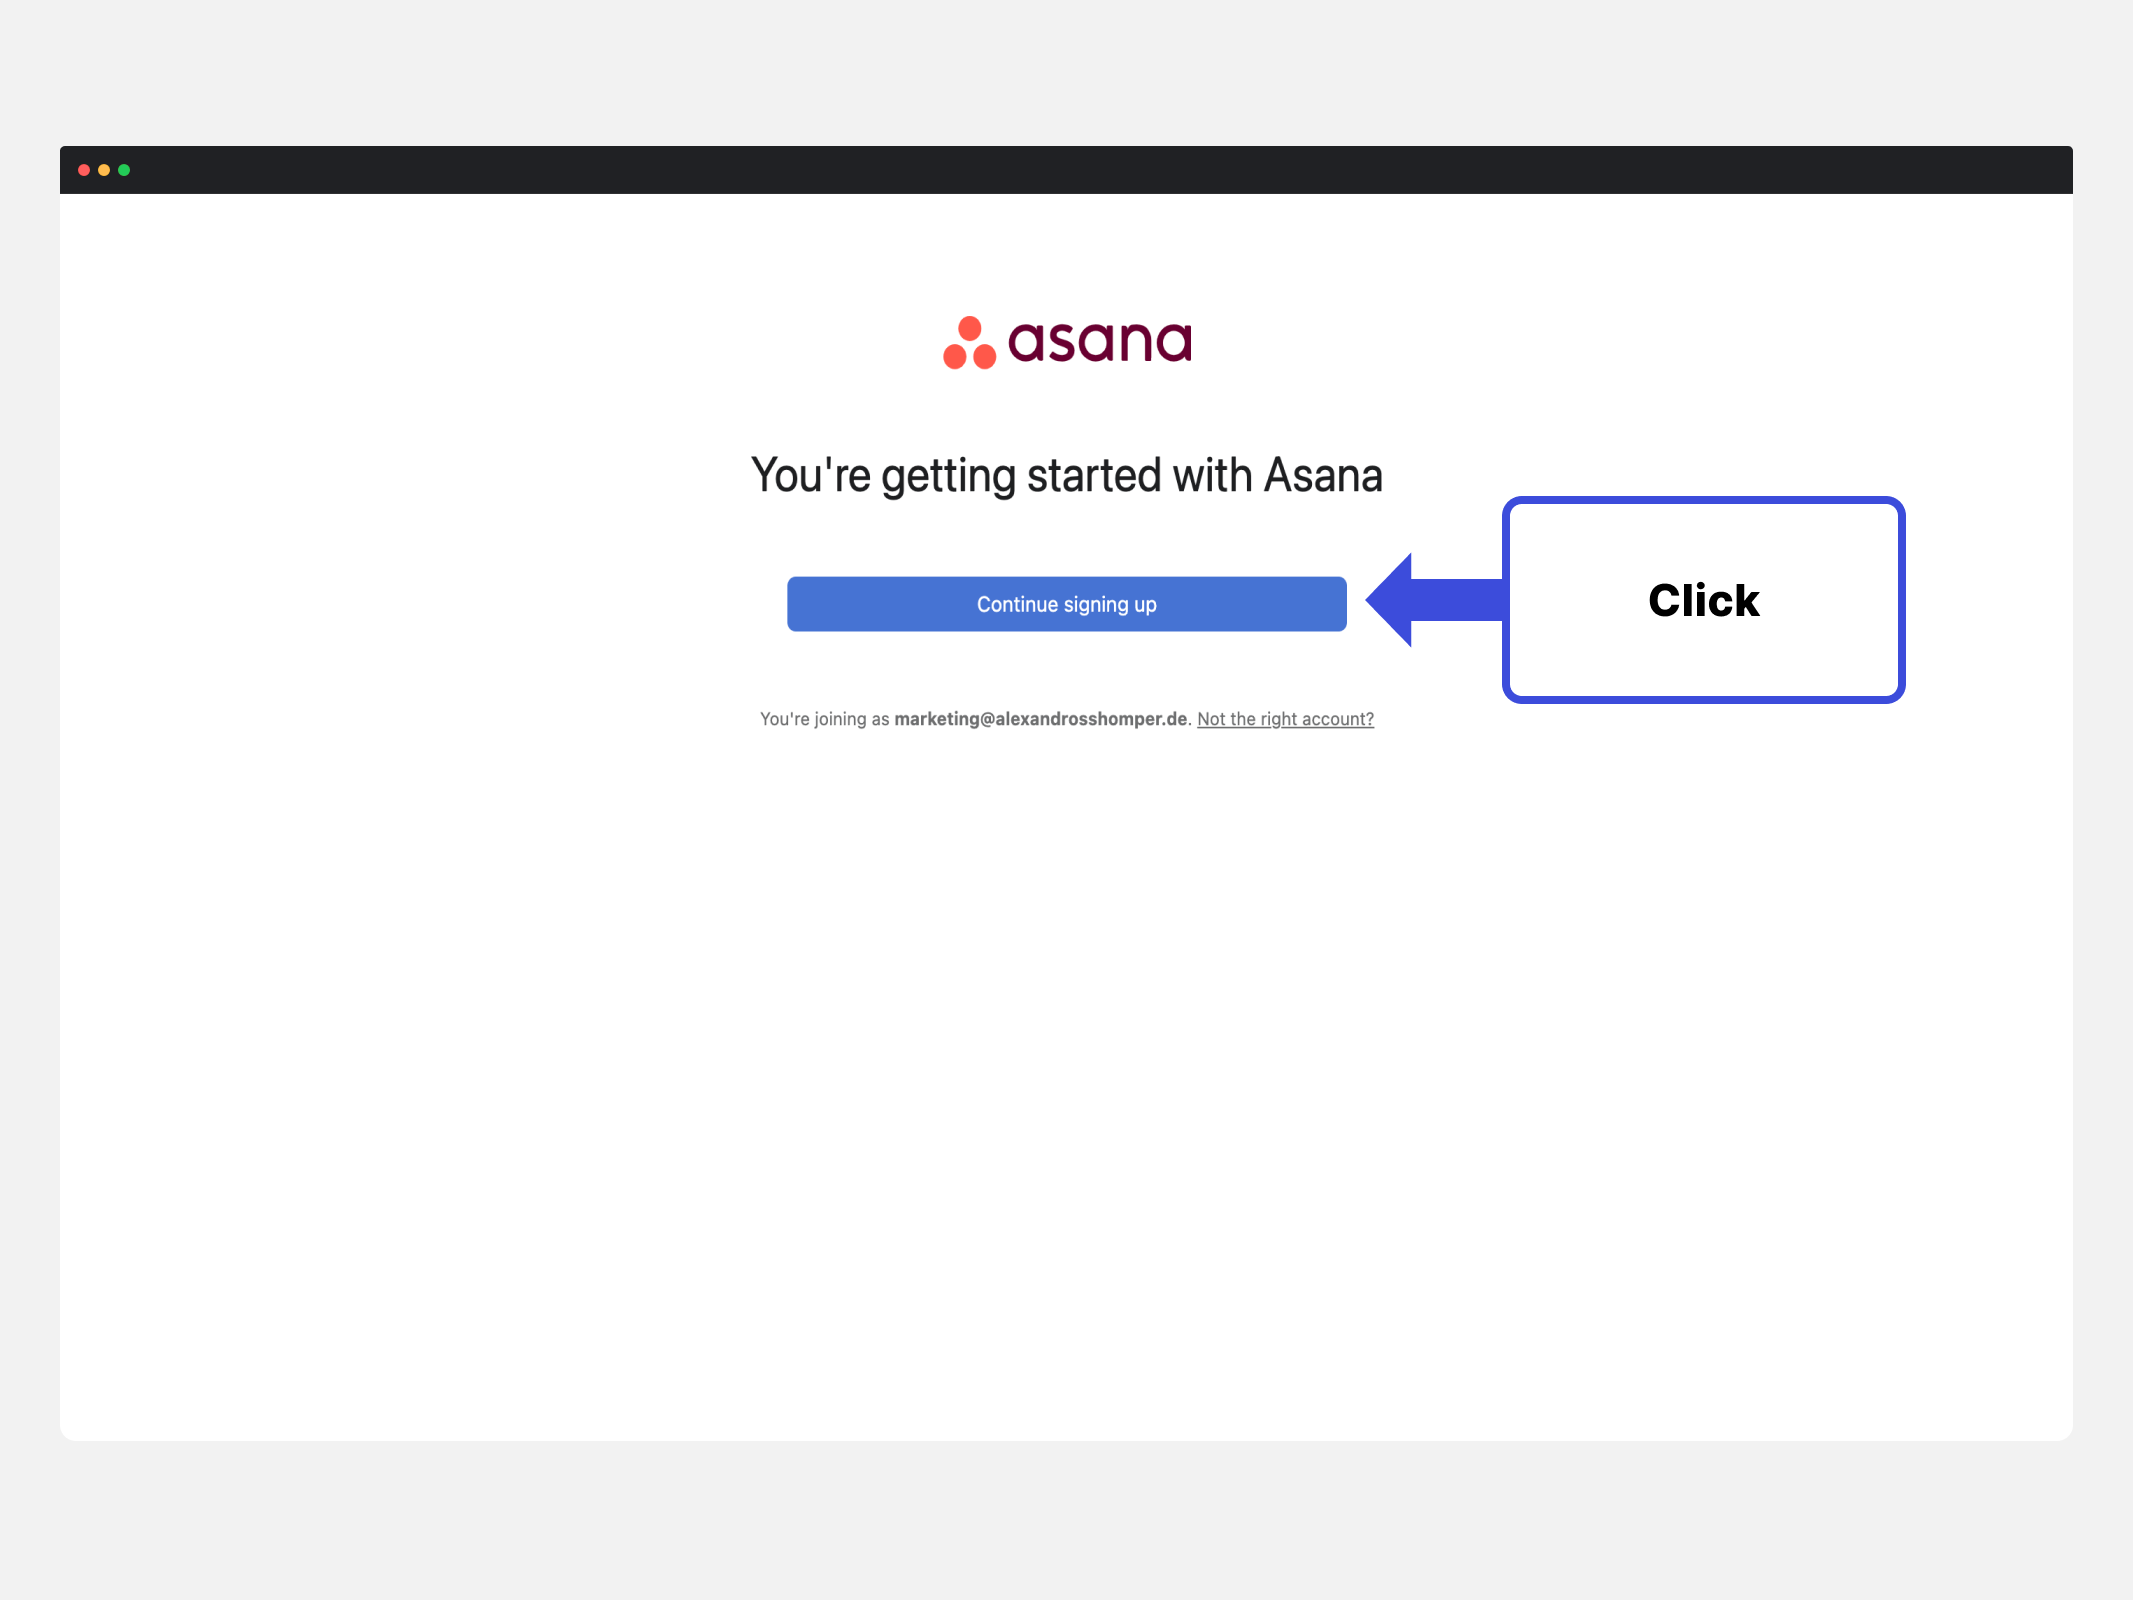 asana
You're getting started with Asana
Continue signing up
Click
You're joining as marketing@alexandrosshomper.de. Not the right account?